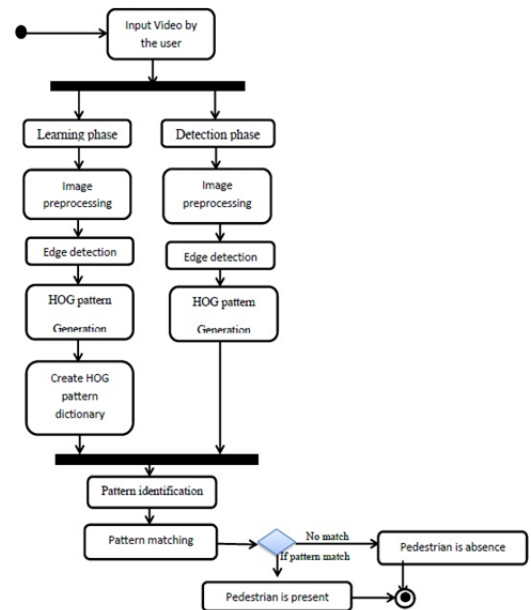 Input Video by
the user
Learning phase
Detection phase
Image
preprocessing
Image
preprocessing
Edge detection
Edge detection
HOG pattern
Generation
HOG pattern
Generation
Create HOG
pattern
dictionary
Pattern identification
Pattern matching
No match
If pattern match
Pedestrian is absence
Pedestrian is present